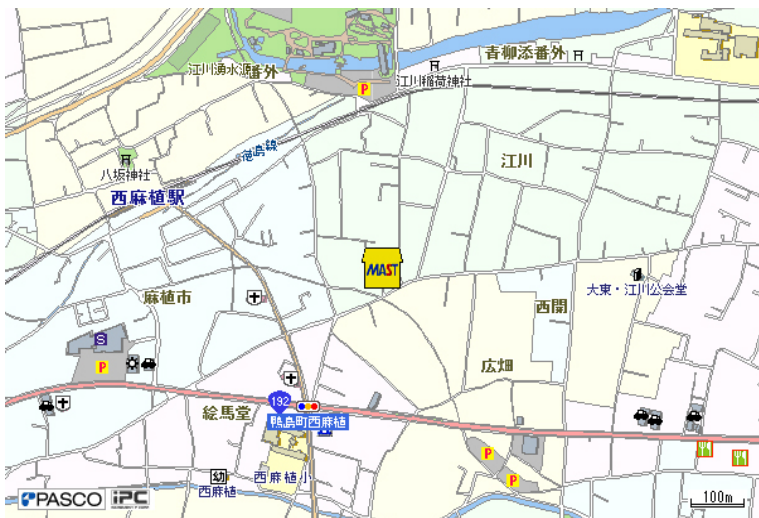 青柳添番外
番外
江川湧水源
江川稲荷神社
P
徳島線
江川
八坂神社
西麻植駅
MAST
大東・江川公会堂
麻植市
西開
S
広畑
P
192
絵馬堂
鴨島町西麻植
西麻植小
幼
西麻植
P
P
100m
PASCO iPC